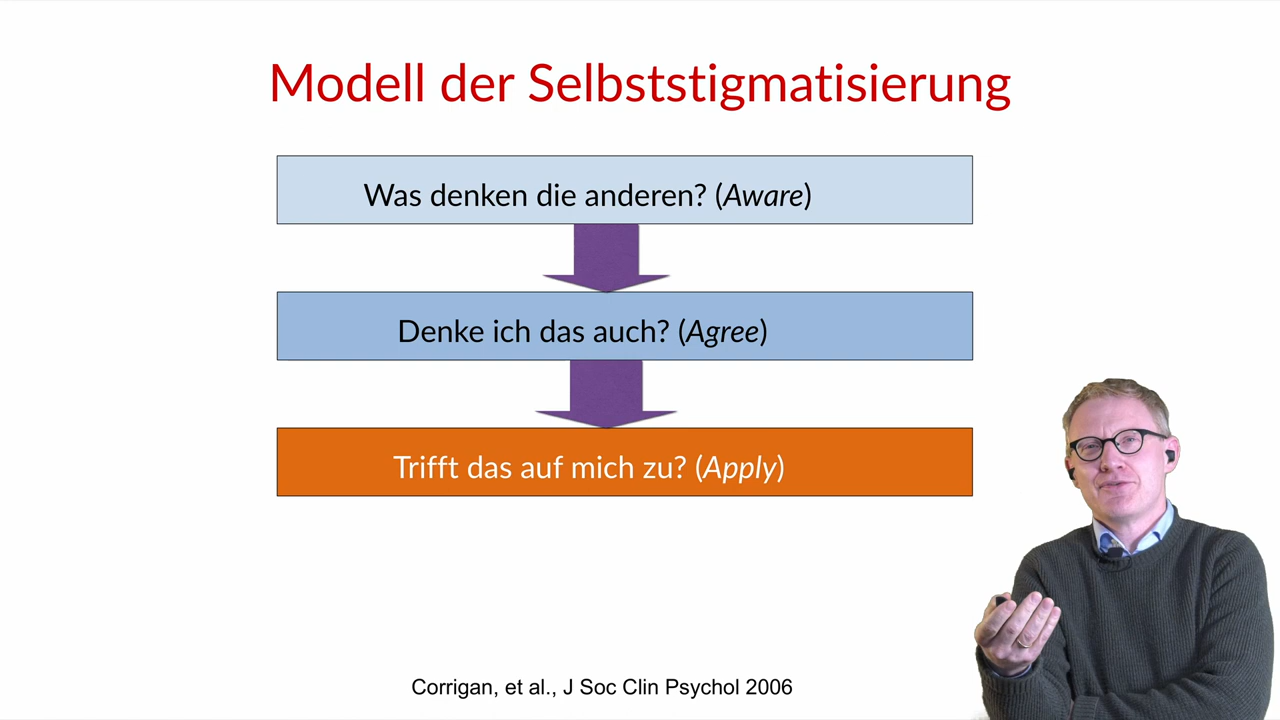 Modell der Selbststigmatisierung
Was denken die anderen? (Aware)
Denke ich das auch? (Agree)
Trifft das auf mich zu? (Apply)
Corrigan, et al., J Soc Clin Psychol 2006